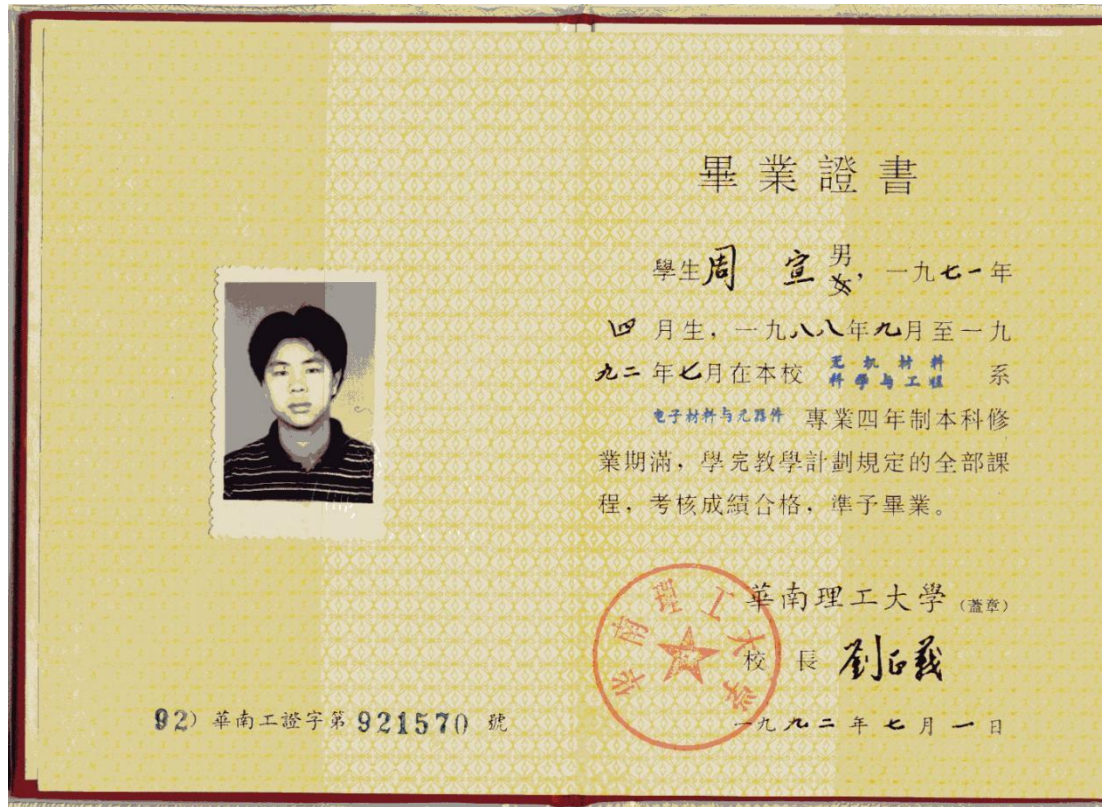 畢業證書
學生周 宣 男女，一九七一年
四月生，一九八八年九月至一九
九二年七月在本校 无机材料科学与工程 系
电子材料与元器件 專業四年制本科修
業期滿，學完教學計劃規定的全部課
程，考核成績合格，準予畢業。
華南理工大學（蓋章）
校長 劉正義
一九九二年七月一日
华南理工大学
92）華南工證字第921570號